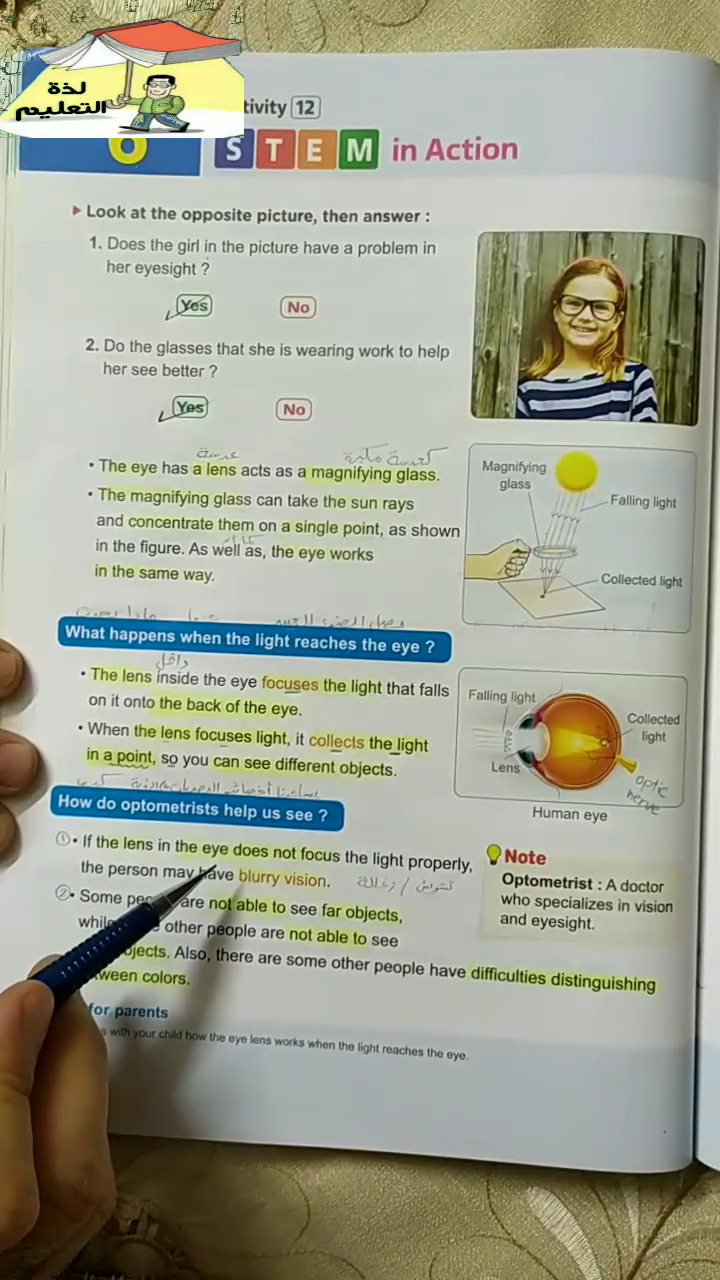 لذة
التعليم
tivity 12
6 STEM in Action
Look at the opposite picture, then answer :
1. Does the girl in the picture have a problem in
her eyesight ?
Yes No
2. Do the glasses that she is wearing work to help
her see better ?
Yes No
عدسة
كعدسة مكبرة
• The eye has a lens acts as a magnifying glass.
• The magnifying glass can take the sun rays
and concentrate them on a single point, as shown
in the figure. As well as, the eye works
in the same way.
Magnifying
glass
Falling light
Collected light
What happens when the light reaches the eye ?
داخل
• The lens inside the eye focuses the light that falls
on it onto the back of the eye.
• When the lens focuses light, it collects the light
in a point, so you can see different objects.
Falling light
Collected
light
Lens
optic
nerve
Human eye
How do optometrists help us see ?
① • If the lens in the eye does not focus the light properly,
the person may have blurry vision.
② • Some are not able to see far objects,
other people are not able to see
objects. Also, there are some other people have difficulties distinguishing
colors.
Note
Optometrist : A doctor
who specializes in vision
and eyesight.
for parents
with your child how the eye lens works when the light reaches the eye.